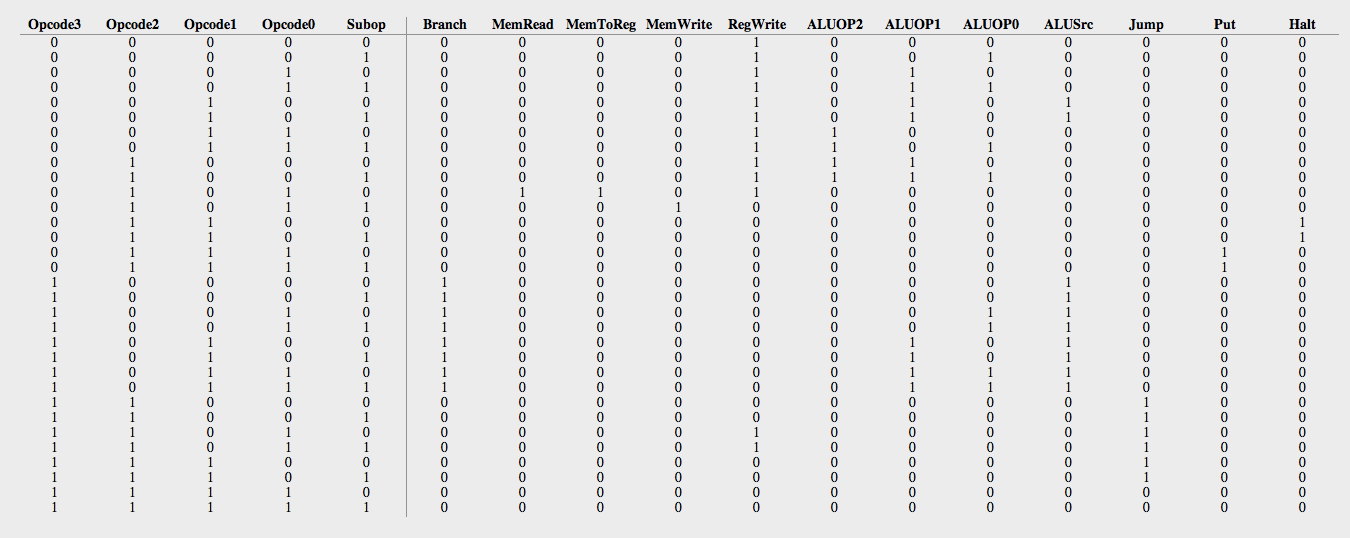 Opcode3 Opcode2 Opcode1 Opcode0 Subop Branch MemRead MemToReg MemWrite RegWrite ALUOP2 ALUOP1 ALUOP0 ALUSrc Jump Put Halt
0 0 0 0 0 0 0 0 0 1 0 0 0 0 0 0 0
0 0 0 0 1 0 0 0 0 1 0 0 1 0 0 0 0
0 0 0 1 0 0 0 0 0 1 0 1 0 0 0 0 0
0 0 0 1 1 0 0 0 0 1 0 1 1 0 0 0 0
0 0 1 0 0 0 0 0 0 1 0 1 0 1 0 0 0
0 0 1 0 1 0 0 0 0 1 0 1 0 1 0 0 0
0 0 1 1 0 0 0 0 0 1 1 0 0 0 0 0 0
0 0 1 1 1 0 0 0 0 1 1 0 1 0 0 0 0
0 1 0 0 0 0 0 0 0 1 1 1 0 0 0 0 0
0 1 0 0 1 0 0 0 0 1 1 1 1 0 0 0 0
0 1 0 1 0 0 1 1 0 1 0 0 0 0 0 0 0
0 1 0 1 1 0 0 0 1 0 0 0 0 0 0 0 0
0 1 1 0 0 0 0 0 0 0 0 0 0 0 0 0 1
0 1 1 0 1 0 0 0 0 0 0 0 0 0 0 0 1
0 1 1 1 0 0 0 0 0 0 0 0 0 0 0 1 0
0 1 1 1 1 0 0 0 0 0 0 0 0 0 0 1 0
1 0 0 0 0 1 0 0 0 0 0 0 0 1 0 0 0
1 0 0 0 1 1 0 0 0 0 0 0 0 1 0 0 0
1 0 0 1 0 1 0 0 0 0 0 0 1 1 0 0 0
1 0 0 1 1 1 0 0 0 0 0 0 1 1 0 0 0
1 0 1 0 0 1 0 0 0 0 0 1 0 1 0 0 0
1 0 1 0 1 1 0 0 0 0 0 1 0 1 0 0 0
1 0 1 1 0 1 0 0 0 0 0 1 1 1 0 0 0
1 0 1 1 1 1 0 0 0 0 0 1 1 1 0 0 0
1 1 0 0 0 0 0 0 0 0 0 0 0 0 1 0 0
1 1 0 0 1 0 0 0 0 0 0 0 0 0 1 0 0
1 1 0 1 0 0 0 0 0 1 0 0 0 0 1 0 0
1 1 0 1 1 0 0 0 0 1 0 0 0 0 1 0 0
1 1 1 0 0 0 0 0 0 0 0 0 0 0 1 0 0
1 1 1 0 1 0 0 0 0 0 0 0 0 0 1 0 0
1 1 1 1 0 0 0 0 0 0 0 0 0 0 0 0 0
1 1 1 1 1 0 0 0 0 0 0 0 0 0 0 0 0